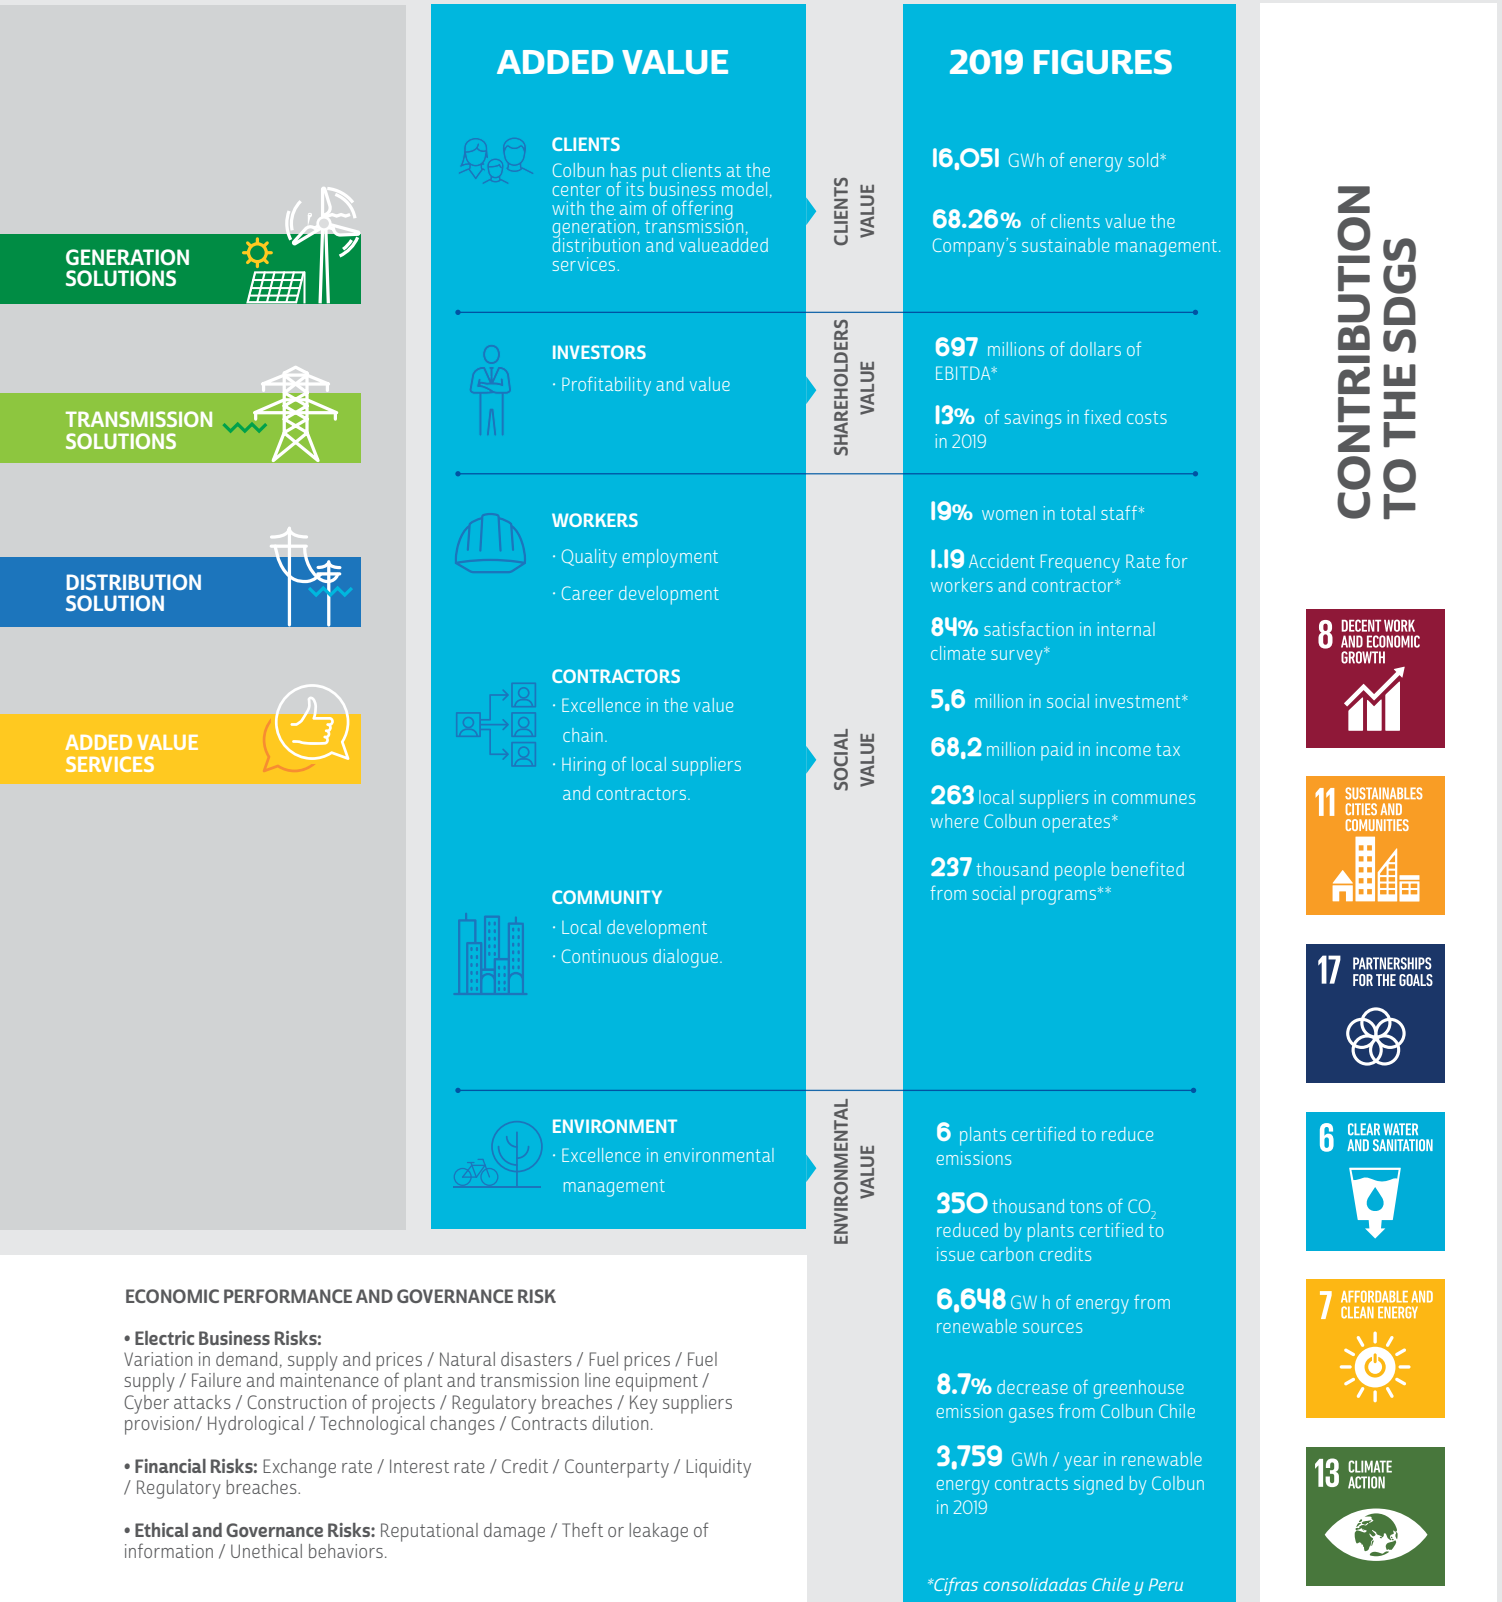 GENERATION
SOLUTIONS
TRANSMISSION
SOLUTIONS
DISTRIBUTION
SOLUTION
ADDED VALUE
SERVICES
ADDED VALUE
CLIENTS
Colbun has put clients at the
center of its business model,
with the aim of offering
generation, transmission,
distribution and valueadded
services.
INVESTORS
· Profitability and value
WORKERS
· Quality employment
· Career development
CONTRACTORS
· Excellence in the value
chain.
· Hiring of local suppliers
and contractors.
COMMUNITY
· Local development
· Continuous dialogue.
ENVIRONMENT
· Excellence in environmental
management
CLIENTS
VALUE
SHAREHOLDERS
VALUE
SOCIAL
VALUE
ENVIRONMENTAL
VALUE
2019 FIGURES
16,051 GWh of energy sold*
68.26% of clients value the
Company's sustainable management.
697 millions of dollars of
EBITDA*
13% of savings in fixed costs
in 2019
19% women in total staff*
1.19 Accident Frequency Rate for
workers and contractor*
84% satisfaction in internal
climate survey*
5,6 million in social investment*
68,2 million paid in income tax
263 local suppliers in communes
where Colbun operates*
237 thousand people benefited
from social programs**
6 plants certified to reduce
emissions
350 thousand tons of CO2
reduced by plants certified to
issue carbon credits
6,648 GW h of energy from
renewable sources
8.7% decrease of greenhouse
emission gases from Colbun Chile
3,759 GWh / year in renewable
energy contracts signed by Colbun
in 2019
*Cifras consolidadas Chile y Peru
CONTRIBUTION
TO THE SDGS
8 DECENT WORK
AND ECONOMIC
GROWTH
11 SUSTAINABLES
CITIES AND
COMUNITIES
17 PARTNERSHIPS
FOR THE GOALS
6 CLEAR WATER
AND SANITATION
7 AFFORDABLE AND
CLEAN ENERGY
13 CLIMATE
ACTION
ECONOMIC PERFORMANCE AND GOVERNANCE RISK
• Electric Business Risks:
Variation in demand, supply and prices / Natural disasters / Fuel prices / Fuel
supply / Failure and maintenance of plant and transmission line equipment /
Cyber attacks / Construction of projects / Regulatory breaches / Key suppliers
provision/ Hydrological / Technological changes / Contracts dilution.
• Financial Risks: Exchange rate / Interest rate / Credit / Counterparty / Liquidity
/ Regulatory breaches.
• Ethical and Governance Risks: Reputational damage / Theft or leakage of
information / Unethical behaviors.